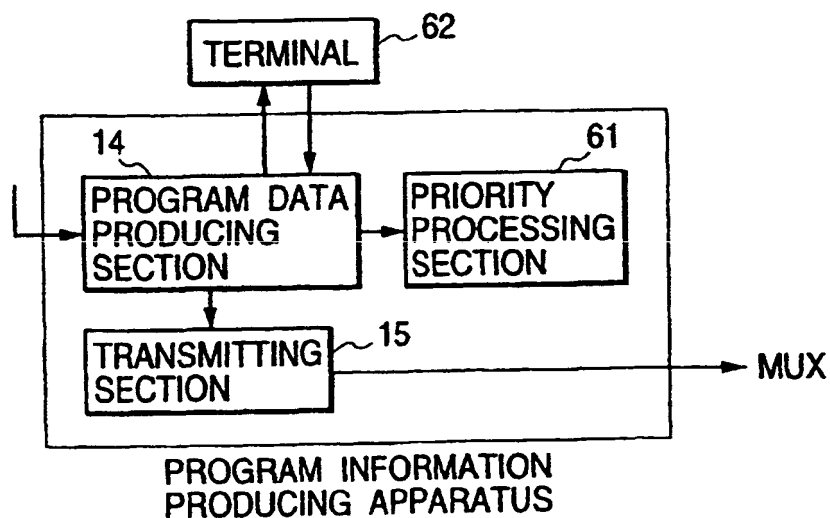 62
TERMINAL
14
61
PROGRAM DATA
PRODUCING
SECTION
PRIORITY
PROCESSING
SECTION
15
TRANSMITTING
SECTION
MUX
PROGRAM INFORMATION
PRODUCING APPARATUS